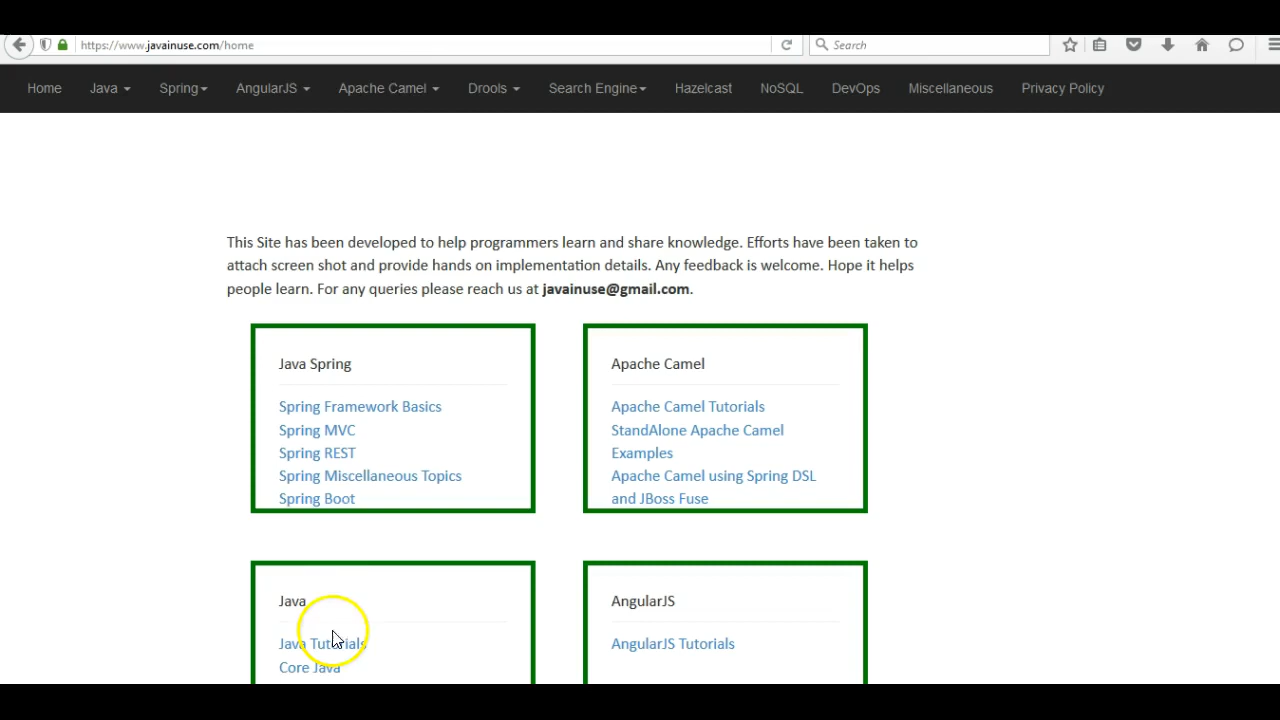 https://www.javainuse.com/home
Search
Home Java Spring AngularJS Apache Camel Drools Search Engine Hazelcast NoSQL DevOps Miscellaneous Privacy Policy
This Site has been developed to help programmers learn and share knowledge. Efforts have been taken to
attach screen shot and provide hands on implementation details. Any feedback is welcome. Hope it helps
people learn. For any queries please reach us at javainuse@gmail.com.
Java Spring
Spring Framework Basics
Spring MVC
Spring REST
Spring Miscellaneous Topics
Spring Boot
Apache Camel
Apache Camel Tutorials
StandAlone Apache Camel
Examples
Apache Camel using Spring DSL
and JBoss Fuse
Java
Java Tutorials
Core Java
AngularJS
AngularJS Tutorials